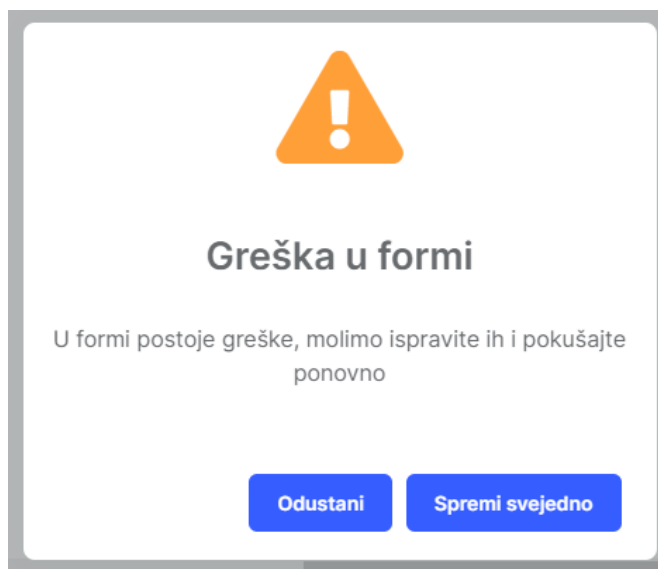 Greška u formi
U formi postoje greške, molimo ispravite ih i pokušajte
ponovno
Odustani
Spremi svejedno